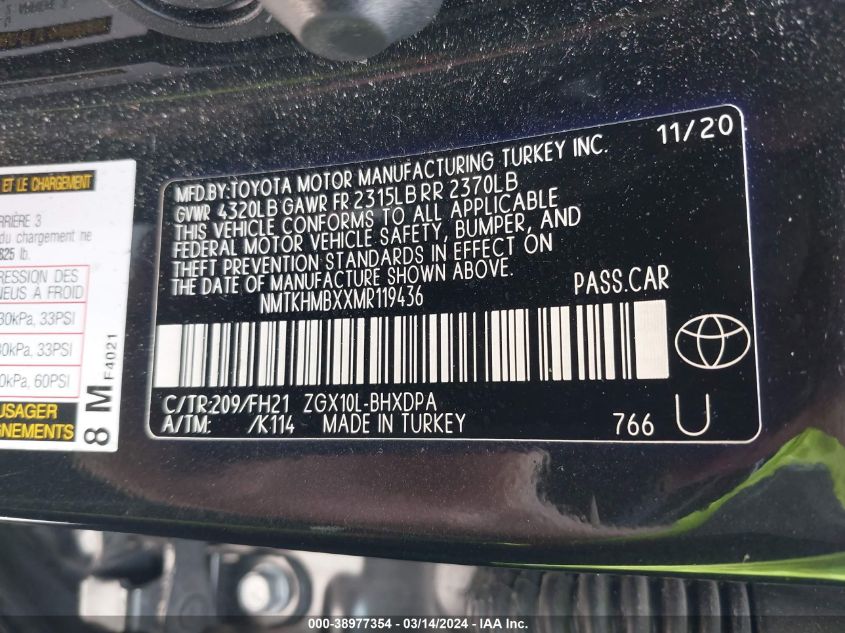 ET LE CHARGEMENT
RRIÈRE 3
du chargement ne
825 lb.
RESSION DES
NEUS A FROID
30kPa, 33PSI
30kPa, 33PSI
0kPa, 60PSI
USAGER
GNEMENTS
8 M F4021
11/20
MFD.BY:TOYOTA MOTOR MANUFACTURING TURKEY INC.
GVWR 4320LB GAWR FR 2315LB RR 2370LB
THIS VEHICLE CONFORMS TO ALL APPLICABLE
FEDERAL MOTOR VEHICLE SAFETY, BUMPER, AND
THEFT PREVENTION STANDARDS IN EFFECT ON
THE DATE OF MANUFACTURE SHOWN ABOVE.
NMTKHMBXXMR119436 PASS.CAR
C/TR:209/FH21 ZGX10L-BHXDPA
A/TM: /K114 MADE IN TURKEY 766 U
000-38977354 - 03/14/2024 - IAA Inc.